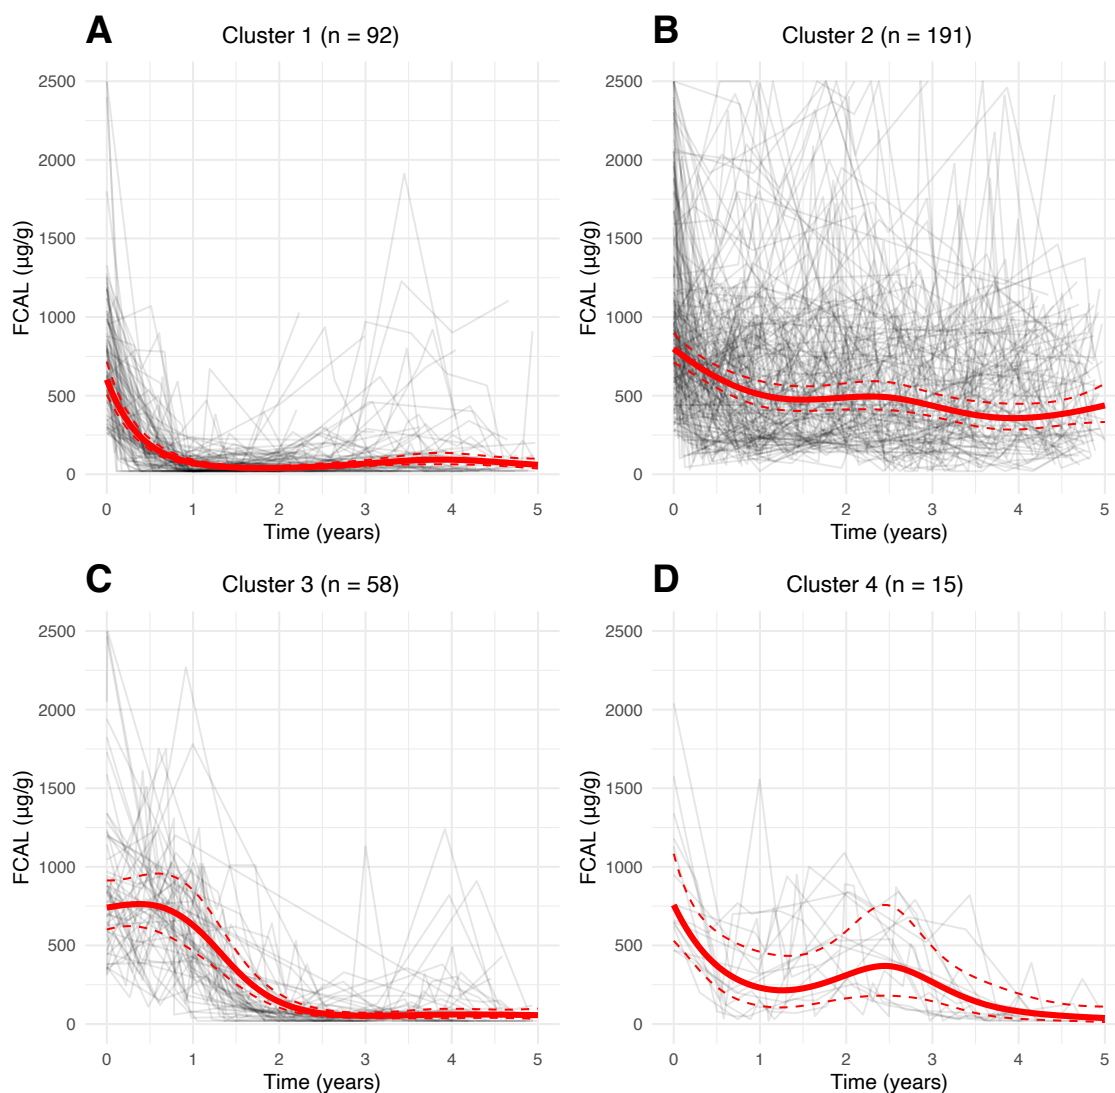 A
Cluster 1 (n = 92)
2500
2000
1500
1000
500
0
FCAL (µg/g)
0 1 2 3 4 5
Time (years)
B
Cluster 2 (n = 191)
2500
2000
1500
1000
500
0
FCAL (µg/g)
0 1 2 3 4 5
Time (years)
C
Cluster 3 (n = 58)
2500
2000
1500
1000
500
0
FCAL (µg/g)
0 1 2 3 4 5
Time (years)
D
Cluster 4 (n = 15)
2500
2000
1500
1000
500
0
FCAL (µg/g)
0 1 2 3 4 5
Time (years)